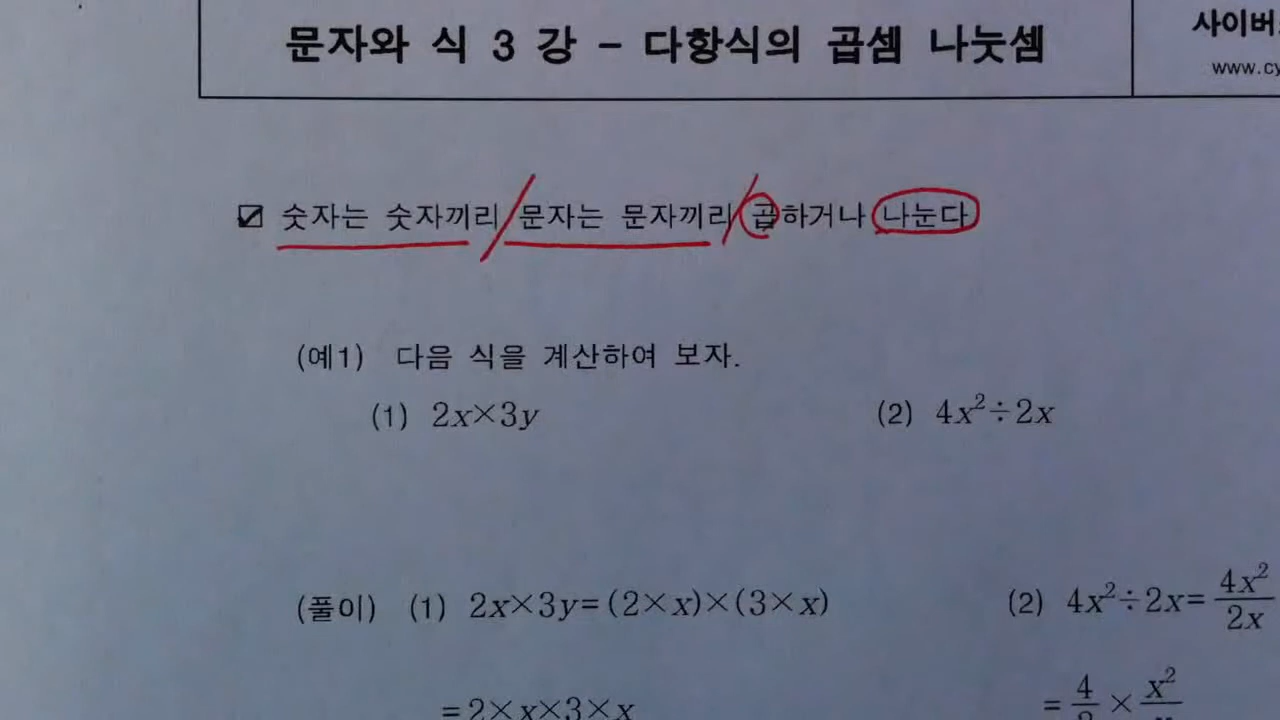 문자와 식 3 강 - 다항식의 곱셈 나눗셈
사이버
www.cy
☑ 숫자는 숫자끼리 문자는 문자끼리 곱하거나 나눈다
(예1) 다음 식을 계산하여 보자.
(1) 2x×3y (2) 4x²÷2x
(풀이) (1) 2x×3y=(2×x)×(3×x) (2) 4x²÷2x=4x²/2x
=2×x×3×x =4/2×x²/